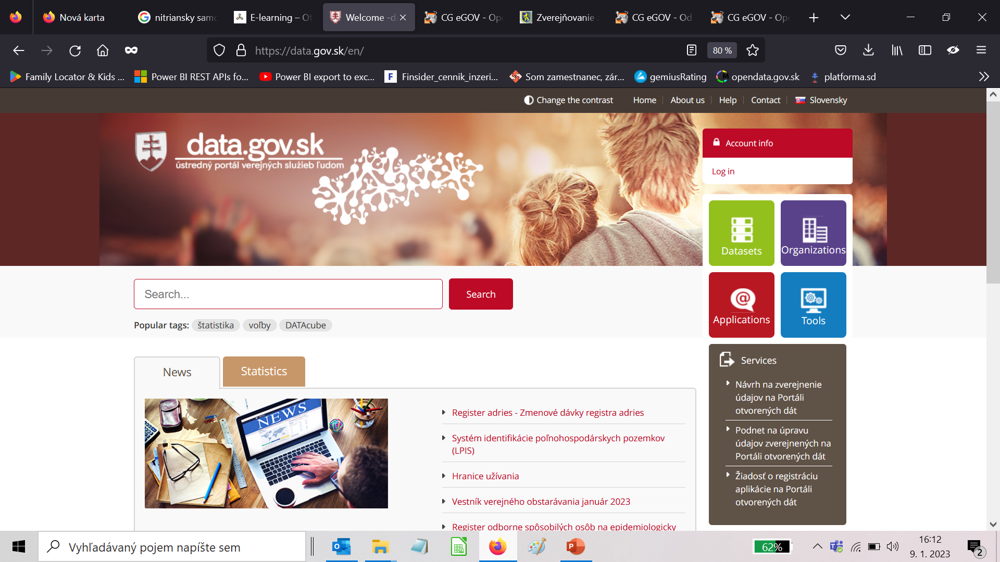 Nová karta
nitriansky samo
E-learning – Ot
Welcome -d
CG eGOV - Op
Zverejňovanie
CG eGOV - Od
CG eGOV - Op
https://data.gov.sk/en/
80 %
Family Locator & Kids ...
Power BI REST APIs fo...
Power BI export to exc...
Finsider_cennik_inzeri...
Som zamestnanec, zár...
gemiusRating
opendata.gov.sk
platforma.sd
Change the contrast
Home
About us
Help
Contact
Slovensky
data.gov.sk
ústredný portál verejných služieb ľuďom
Account info
Log in
Datasets
Organizations
Applications
Tools
Search...
Search
Popular tags: štatistika voľby DATAcube
News
Statistics
NEWS
Register adries - Zmenové dávky registra adries
Systém identifikácie poľnohospodárskych pozemkov
(LPIS)
Hranice užívania
Vestník verejného obstarávania január 2023
Register odborne spôsobilých osôb na epidemiologicky
Services
Návrh na zverejnenie
údajov na Portáli
otvorených dát
Podnet na úpravu
údajov zverejnených na
Portáli otvorených dát
Žiadosť o registráciu
aplikácie na Portáli
otvorených dát
Vyhľadávaný pojem napíšte sem
62%
16:12
9. 1. 2023
2